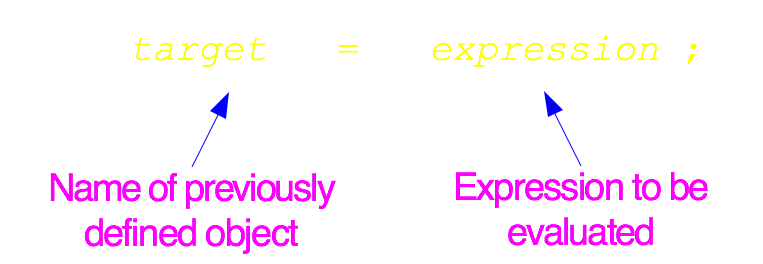 target = expression ;
Name of previously
defined object
Expression to be
evaluated